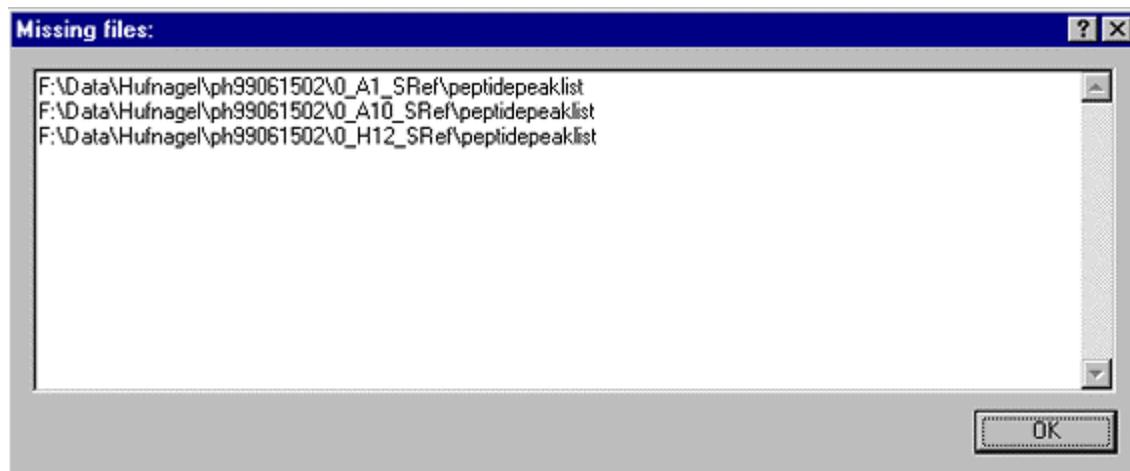 Missing files:
F:\Data\Hufnagel\ph99061502\0_A1_SRef\peptidepeaklist
F:\Data\Hufnagel\ph99061502\0_A10_SRef\peptidepeaklist
F:\Data\Hufnagel\ph99061502\0_H12_SRef\peptidepeaklist
OK